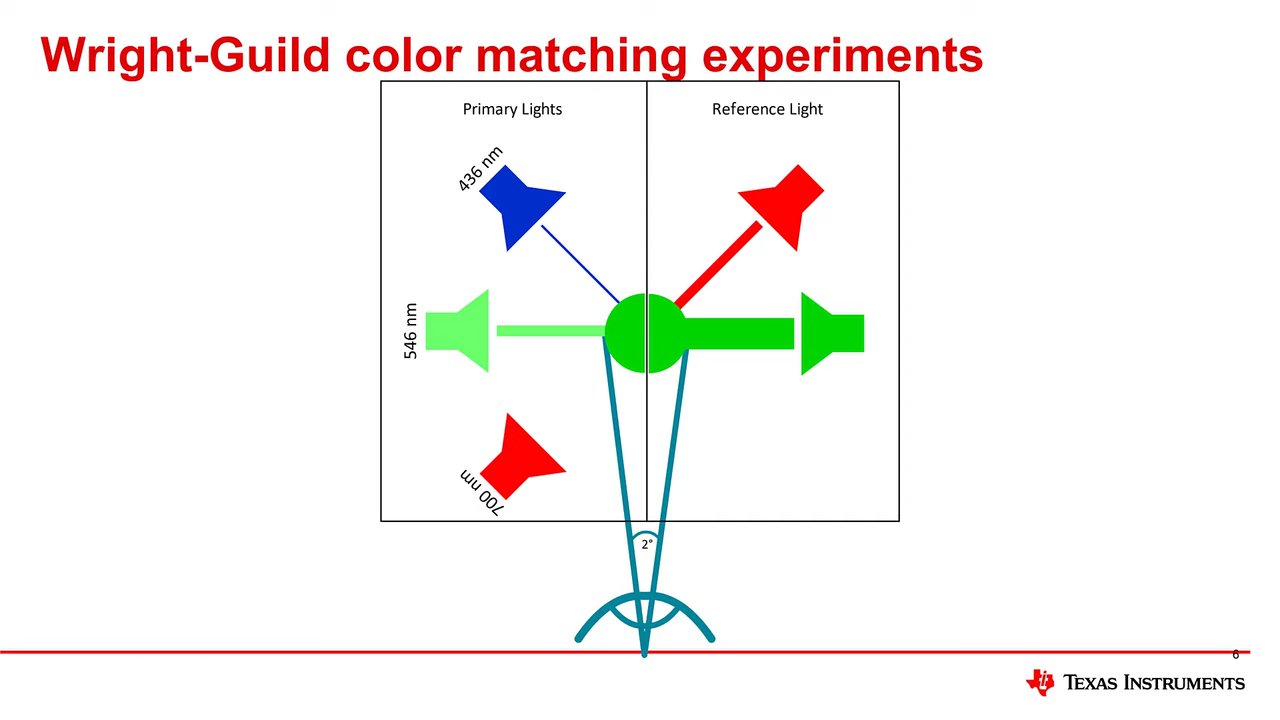 Wright-Guild color matching experiments
Primary Lights
Reference Light
436 nm
546 nm
700 nm
2°
6
TEXAS INSTRUMENTS